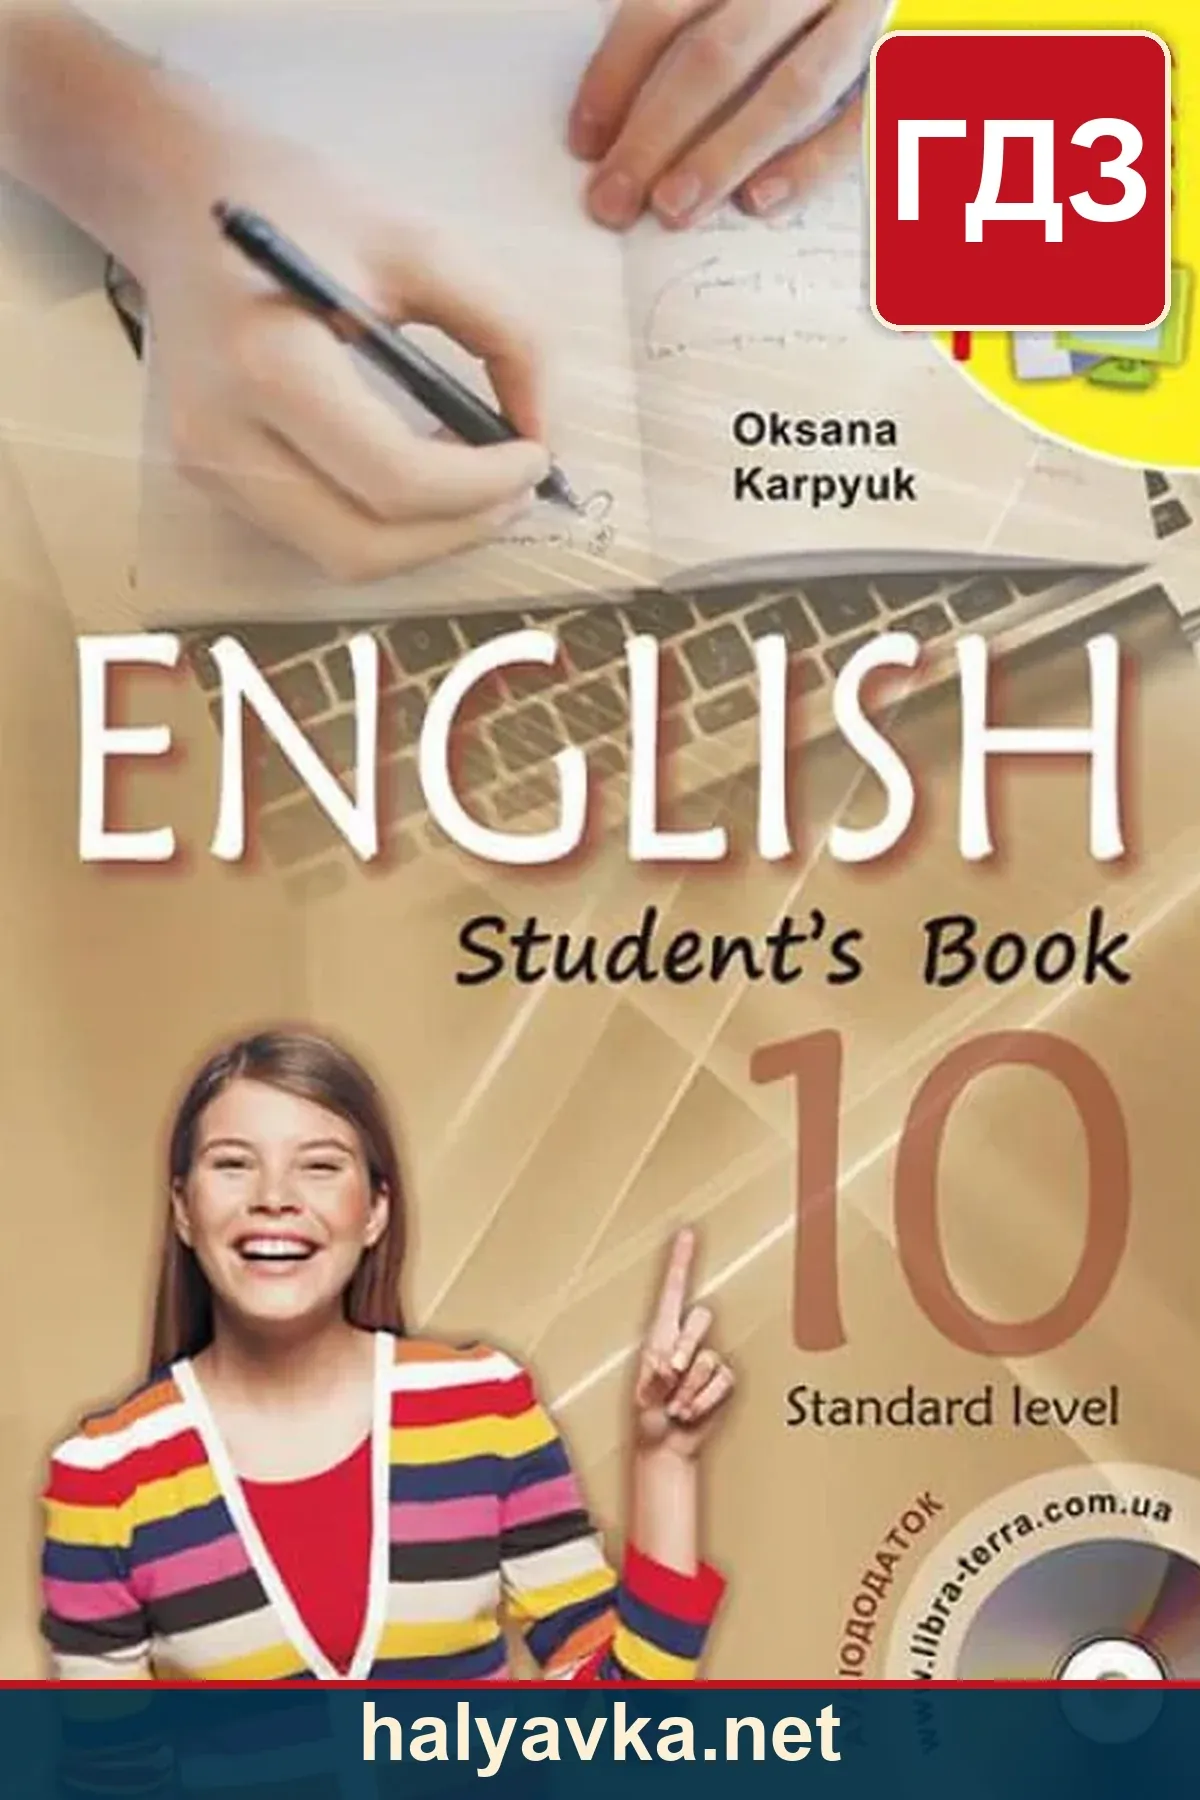 ГДЗ
Oksana
Karpyuk
ENGLISH
Student's Book
10
Standard level
www.libra-terra.com.ua
halyavka.net